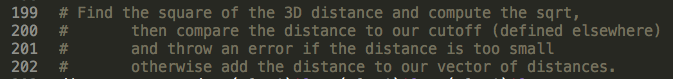 199 # Find the square of the 3D distance and compute the sqrt,
200 #       then compare the distance to our cutoff (defined elsewhere)
201 #       and throw an error if the distance is too small
202 #       otherwise add the distance to our vector of distances.